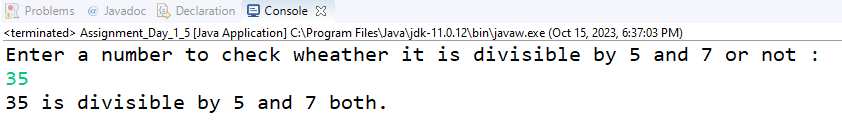 Problems @ Javadoc Declaration Console
<terminated> Assignment_Day_1_5 [Java Application] C:\Program Files\Java\jdk-11.0.12\bin\javaw.exe (Oct 15, 2023, 6:37:03 PM)
Enter a number to check wheather it is divisible by 5 and 7 or not :
35
35 is divisible by 5 and 7 both.